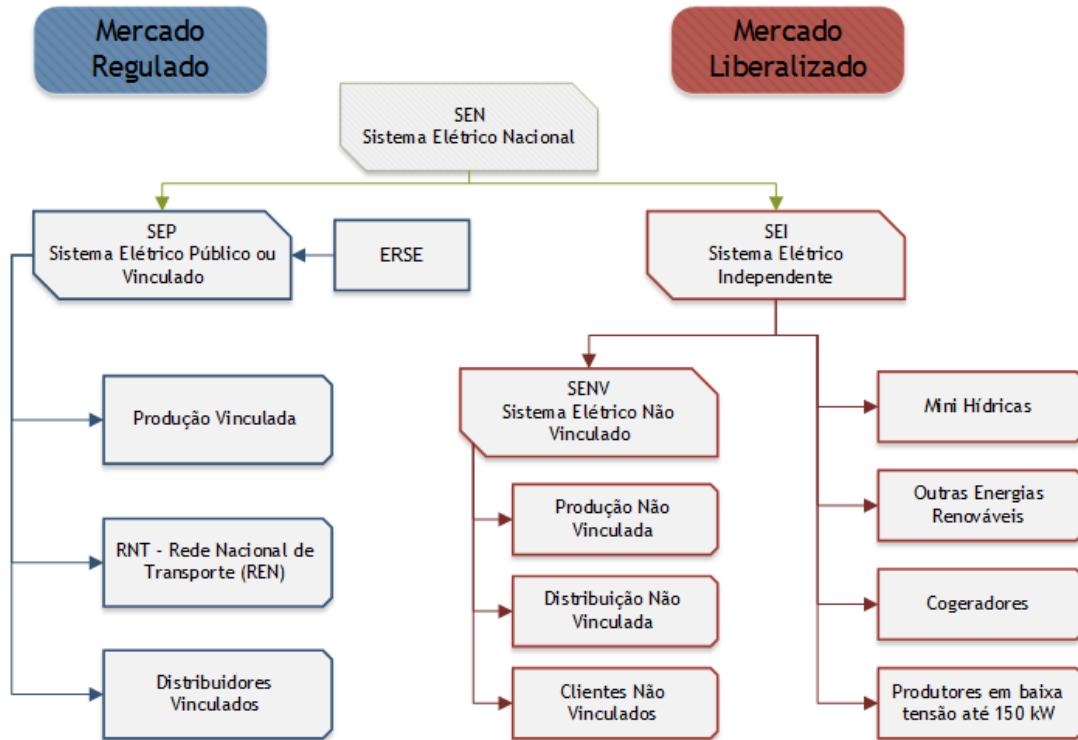 Mercado
Regulado
Mercado
Liberalizado
SEN
Sistema Elétrico Nacional
SEP
Sistema Elétrico Público ou
Vinculado
ERSE
SEI
Sistema Elétrico
Independente
Produção Vinculada
RNT - Rede Nacional de
Transporte (REN)
Distribuidores
Vinculados
SENV
Sistema Elétrico Não
Vinculado
Produção Não
Vinculada
Distribuição Não
Vinculada
Clientes Não
Vinculados
Mini Hídricas
Outras Energias
Renováveis
Cogeradores
Produtores em baixa
tensão até 150 kW